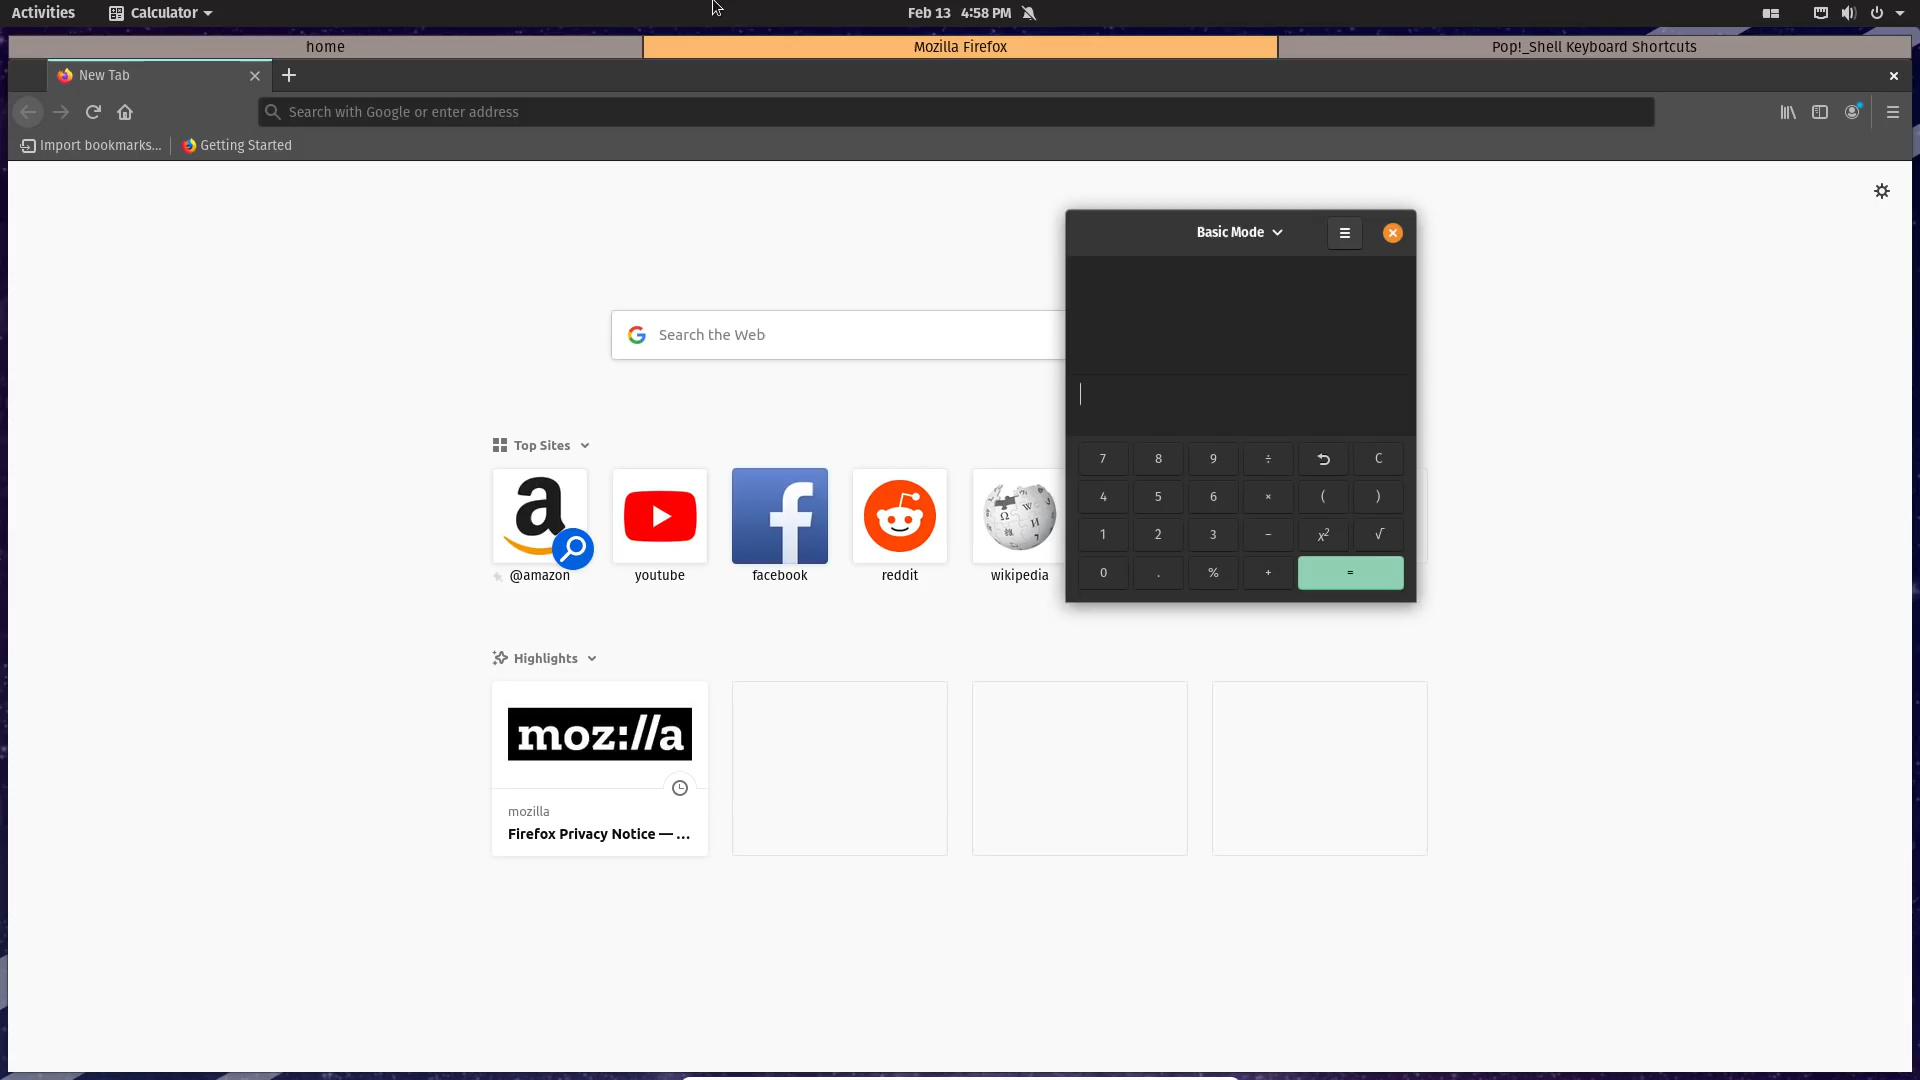 Activities Calculator Feb 13 4:58 PM
home Mozilla Firefox Pop!_Shell Keyboard Shortcuts
New Tab
Search with Google or enter address
Import bookmarks... Getting Started
Basic Mode
Search the Web
Top Sites
7 8 9 ÷ C
4 5 6 × ( )
1 2 3 − x² √
0 . % + =
a
@amazon youtube facebook reddit wikipedia
Highlights
moz://a
mozilla
Firefox Privacy Notice — ...